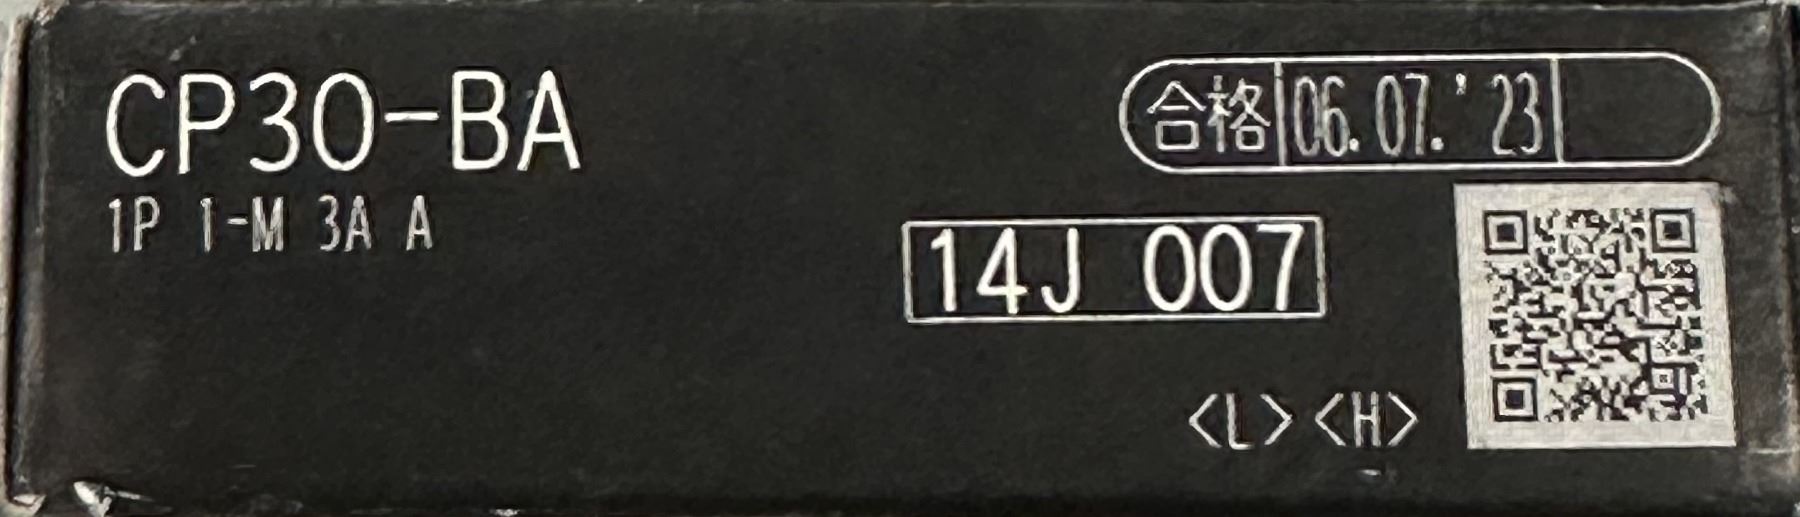 CP30-BA
合格 06.07.'23
1P 1-M 3A A
14J 007
<L> <H>